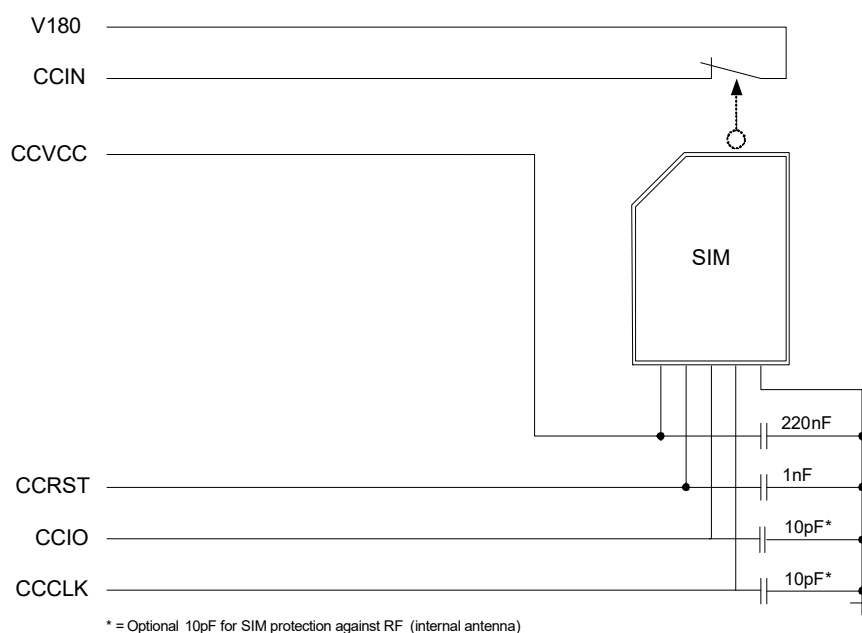 V180
CCIN
CCVCC
SIM
220nF
CCRST
1nF
CCIO
10pF*
CCCLK
10pF*
* = Optional 10pF for SIM protection against RF (internal antenna)